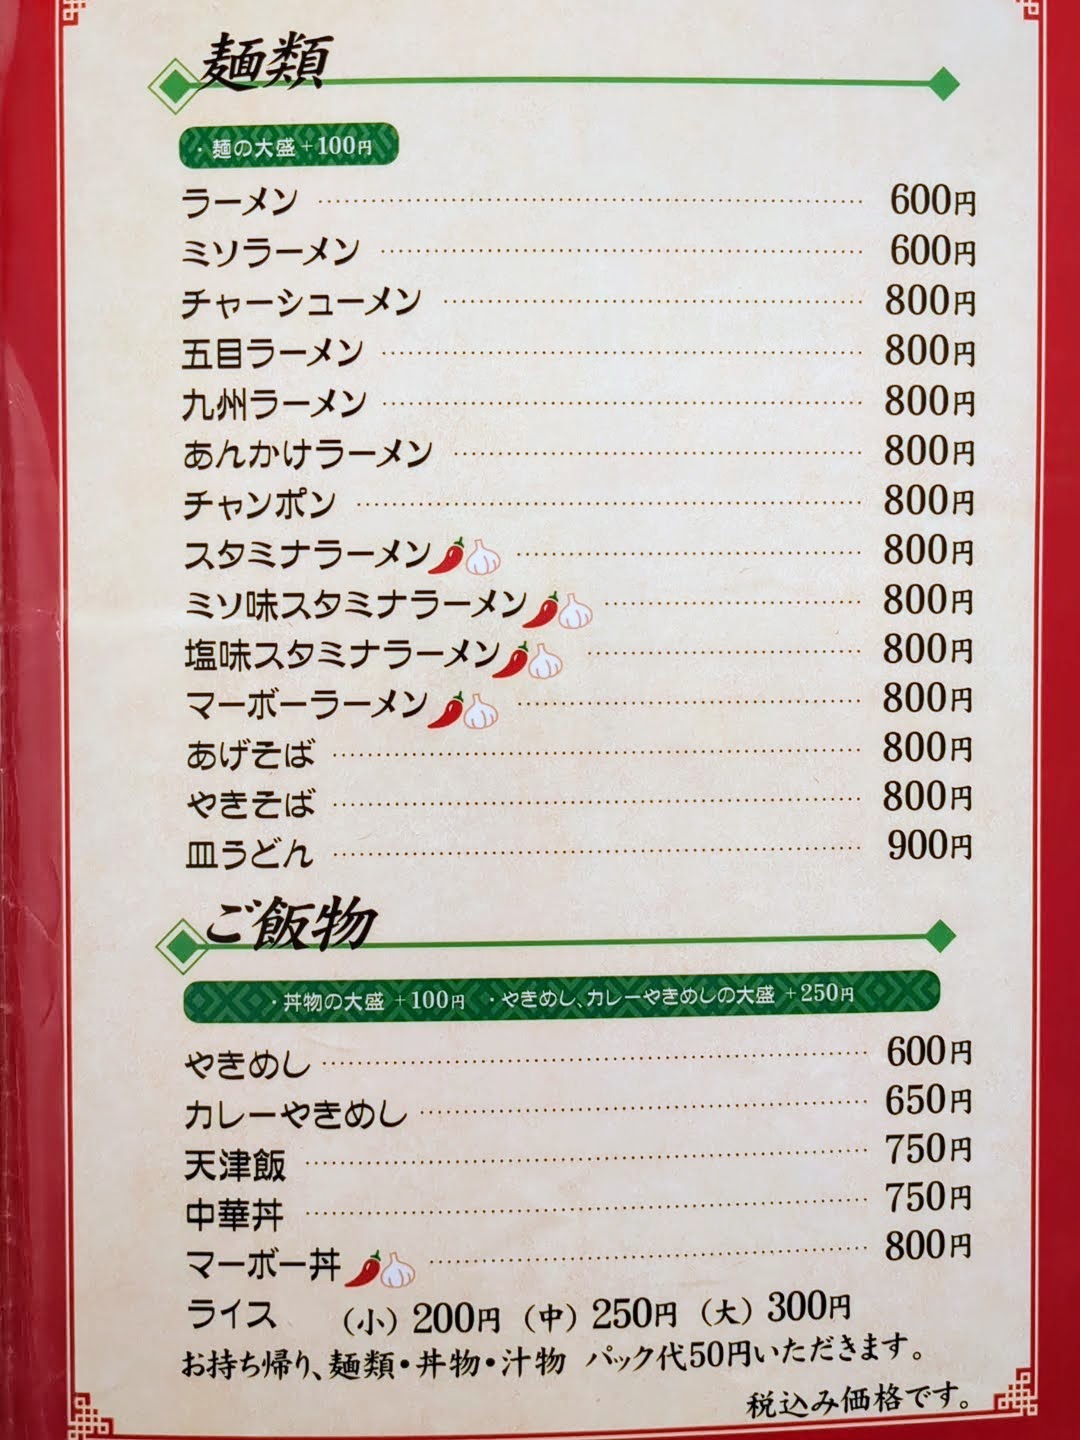 麺類
・麺の大盛 +100円
ラーメン 600円
ミソラーメン 600円
チャーシューメン 800円
五目ラーメン 800円
九州ラーメン 800円
あんかけラーメン 800円
チャンポン 800円
スタミナラーメン 800円
ミソ味スタミナラーメン 800円
塩味スタミナラーメン 800円
マーボーラーメン 800円
あげそば 800円
やきそば 800円
皿うどん 900円
ご飯物
・丼物の大盛 +100円 ・やきめし、カレーやきめしの大盛 +250円
やきめし 600円
カレーやきめし 650円
天津飯 750円
中華丼 750円
マーボー丼 800円
ライス (小) 200円 (中) 250円 (大) 300円
お持ち帰り、麺類・丼物・汁物 パック代50円いただきます。
税込み価格です。